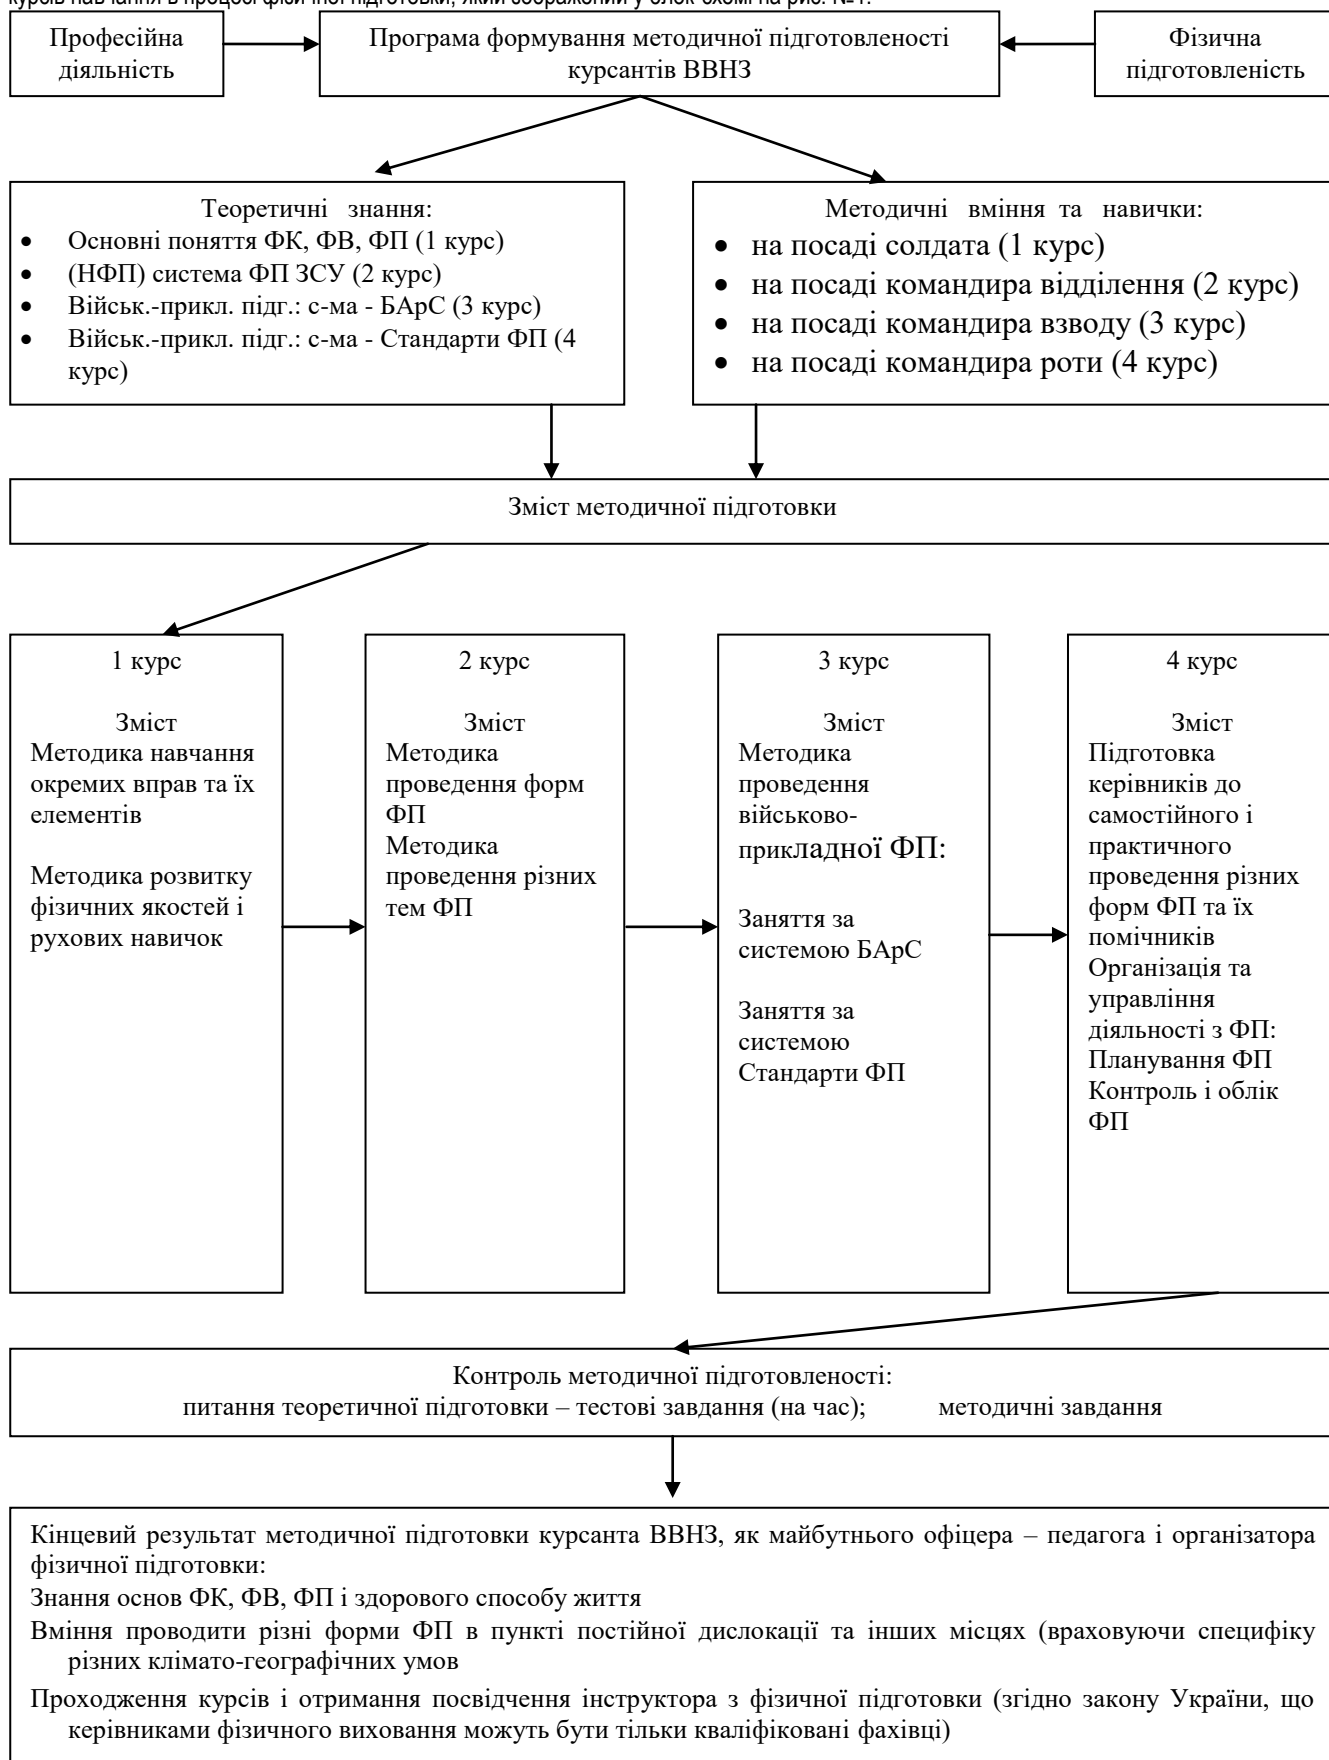 курсів навчання в процесі фізичної підготовки, який зображений у блок-схемі на рис. №1.
Професійна
діяльність
Програма формування методичної підготовленості
курсантів ВВНЗ
Фізична
підготовленість
Теоретичні знання:
• Основні поняття ФК, ФВ, ФП (1 курс)
• (НФП) система ФП ЗСУ (2 курс)
• Військ.-прикл. підг.: с-ма - БАрС (3 курс)
• Військ.-прикл. підг.: с-ма - Стандарти ФП (4
курс)
Методичні вміння та навички:
• на посаді солдата (1 курс)
• на посаді командира відділення (2 курс)
• на посаді командира взводу (3 курс)
• на посаді командира роти (4 курс)
Зміст методичної підготовки
1 курс
Зміст
Методика навчання
окремих вправ та їх
елементів
Методика розвитку
фізичних якостей і
рухових навичок
2 курс
Зміст
Методика
проведення форм
ФП
Методика
проведення різних
тем ФП
3 курс
Зміст
Методика
проведення
військово-
прикладної ФП:
Заняття за
системою БАрС
Заняття за
системою
Стандарти ФП
4 курс
Зміст
Підготовка
керівників до
самостійного і
практичного
проведення різних
форм ФП та їх
помічників
Організація та
управління
діяльності з ФП:
Планування ФП
Контроль і облік
ФП
Контроль методичної підготовленості:
питання теоретичної підготовки – тестові завдання (на час); методичні завдання
Кінцевий результат методичної підготовки курсанта ВВНЗ, як майбутнього офіцера – педагога і організатора
фізичної підготовки:
Знання основ ФК, ФВ, ФП і здорового способу життя
Вміння проводити різні форми ФП в пункті постійної дислокації та інших місцях (враховуючи специфіку
різних клімато-географічних умов
Проходження курсів і отримання посвідчення інструктора з фізичної підготовки (згідно закону України, що
керівниками фізичного виховання можуть бути тільки кваліфіковані фахівці)